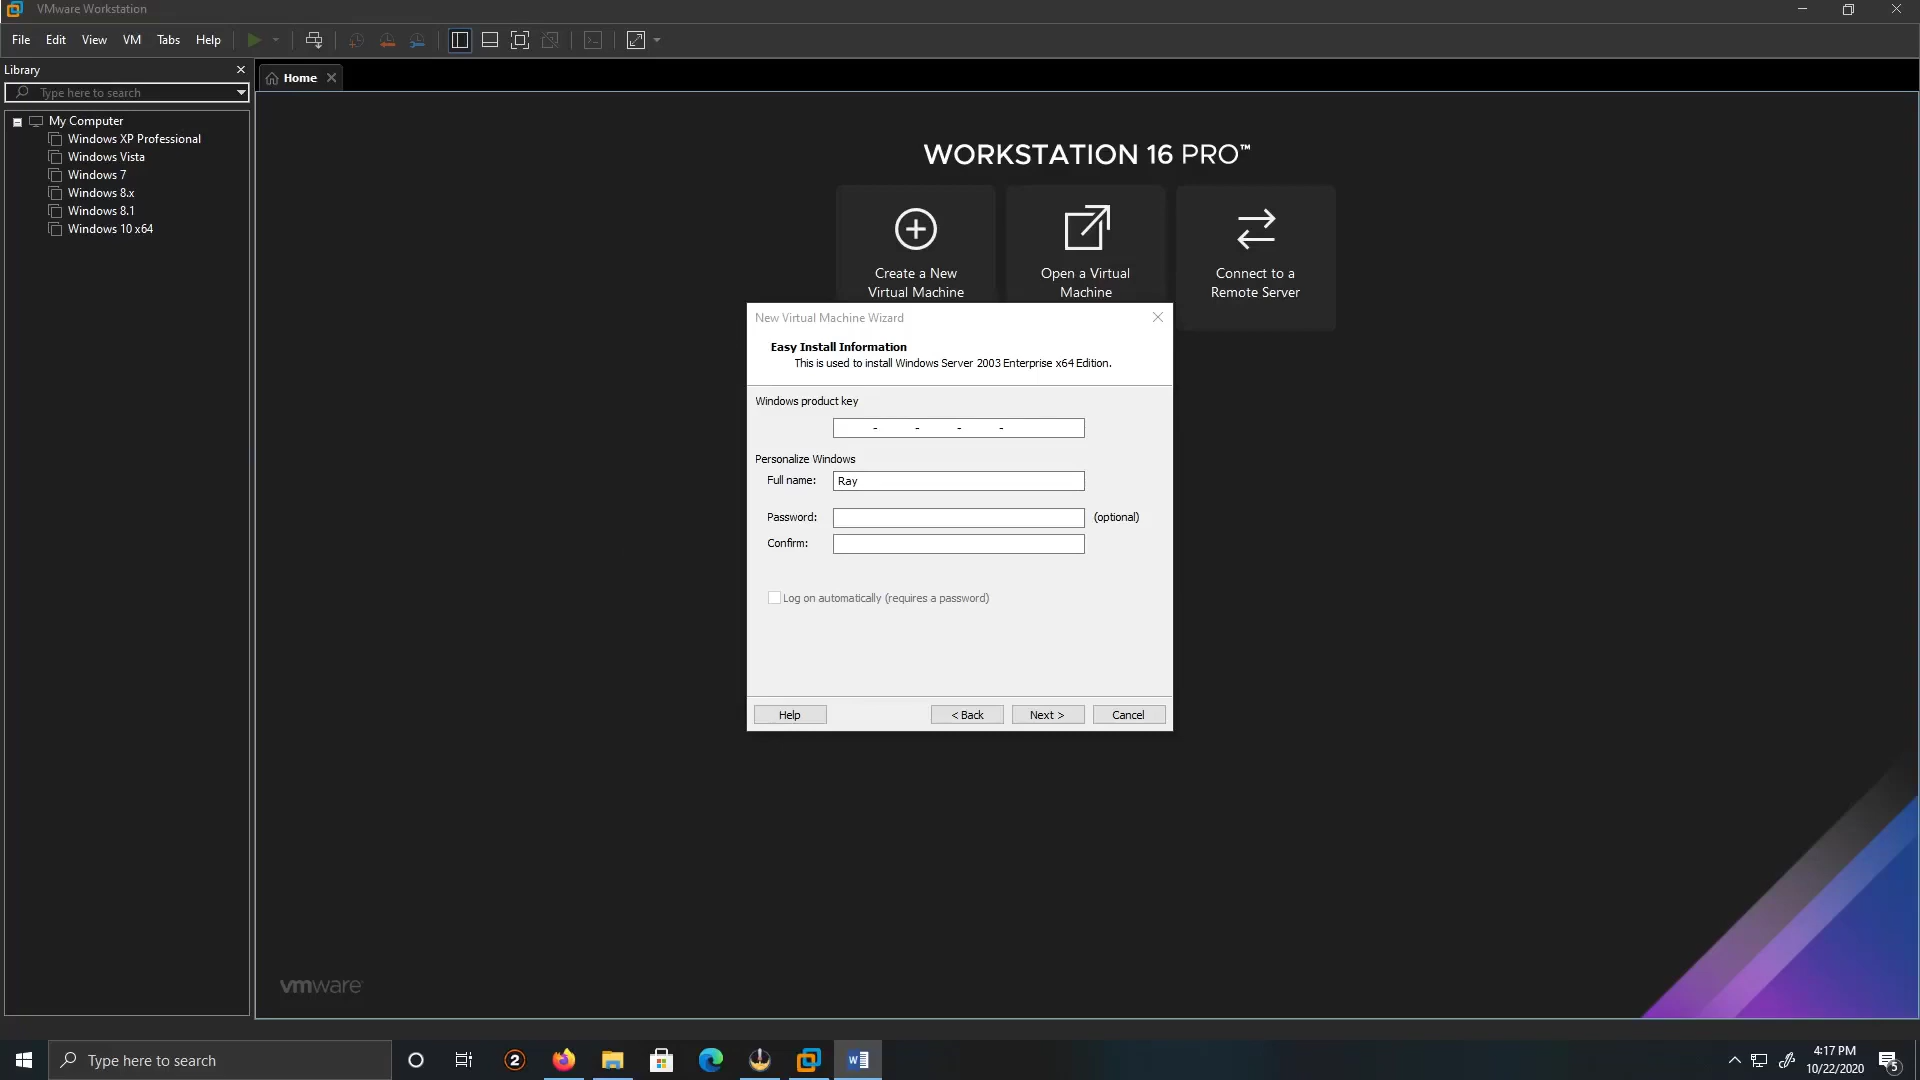 VMware Workstation
File Edit View VM Tabs Help
Library
Home
Type here to search
My Computer
Windows XP Professional
Windows Vista
Windows 7
Windows 8.x
Windows 8.1
Windows 10 x64
WORKSTATION 16 PRO™
Create a New
Virtual Machine
Open a Virtual
Machine
Connect to a
Remote Server
New Virtual Machine Wizard
Easy Install Information
This is used to install Windows Server 2003 Enterprise x64 Edition.
Windows product key
- - - -
Personalize Windows
Full name: Ray
Password: (optional)
Confirm:
Log on automatically (requires a password)
Help < Back Next > Cancel
vmware
Type here to search
2
W
4:17 PM
10/22/2020
5